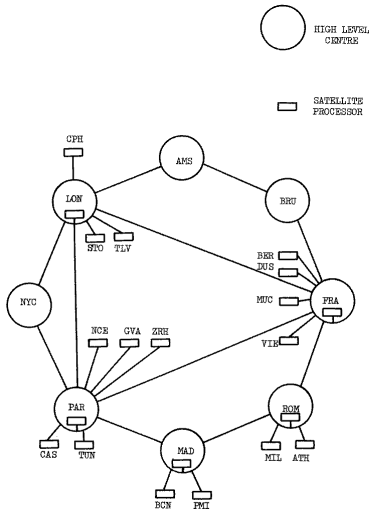 HIGH LEVEL
CENTRE
SATELLITE
PROCESSOR
CPH
AMS
LON
BRU
STO
TLV
BER
DUS
NYC
MUC
FRA
NCE
GVA
ZRH
VIE
PAR
ROM
CAS
TUN
MAD
MIL
ATH
BCN
PMI